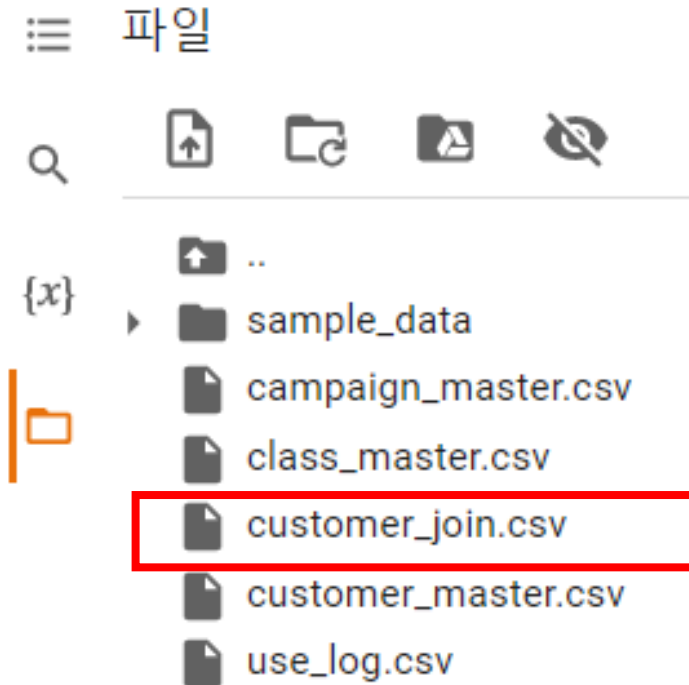 파일
{x}
..
sample_data
campaign_master.csv
class_master.csv
customer_join.csv
customer_master.csv
use_log.csv